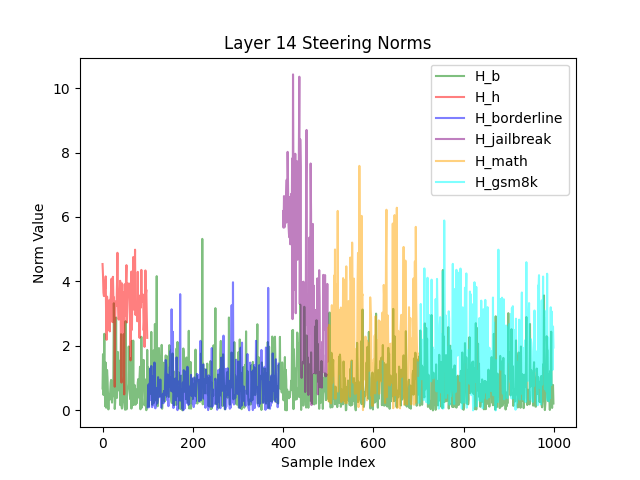 Layer 14 Steering Norms
H_b
H_h
H_borderline
H_jailbreak
H_math
H_gsm8k
Norm Value
10
8
6
4
2
0
0
200
400
600
800
1000
Sample Index